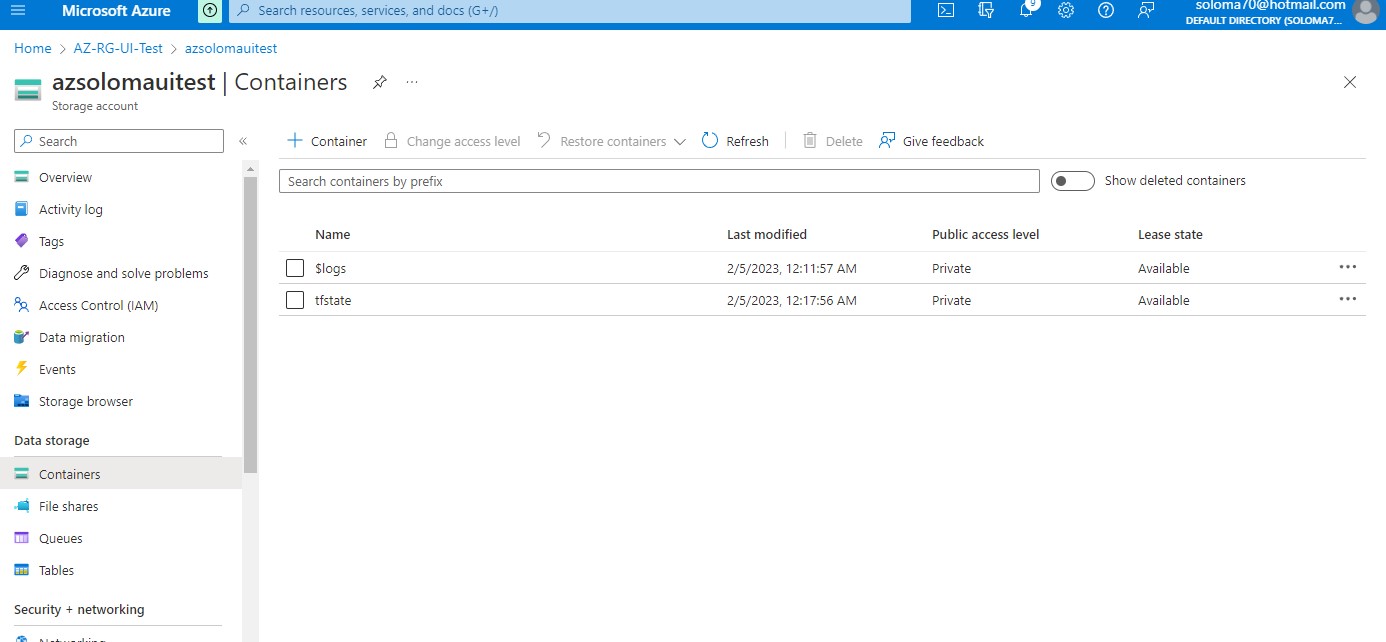 Microsoft Azure
Search resources, services, and docs (G+/)
9
soloma70@hotmail.com
DEFAULT DIRECTORY (SOLOMA7...
Home > AZ-RG-UI-Test > azsolomauitest
azsolomauitest | Containers
Storage account
Search
Container
Change access level
Restore containers
Refresh
Delete
Give feedback
Search containers by prefix
Show deleted containers
Overview
Activity log
Tags
Diagnose and solve problems
Access Control (IAM)
Data migration
Events
Storage browser
Data storage
Containers
File shares
Queues
Tables
Security + networking
Networking
Name Last modified Public access level Lease state
$logs 2/5/2023, 12:11:57 AM Private Available
tfstate 2/5/2023, 12:17:56 AM Private Available